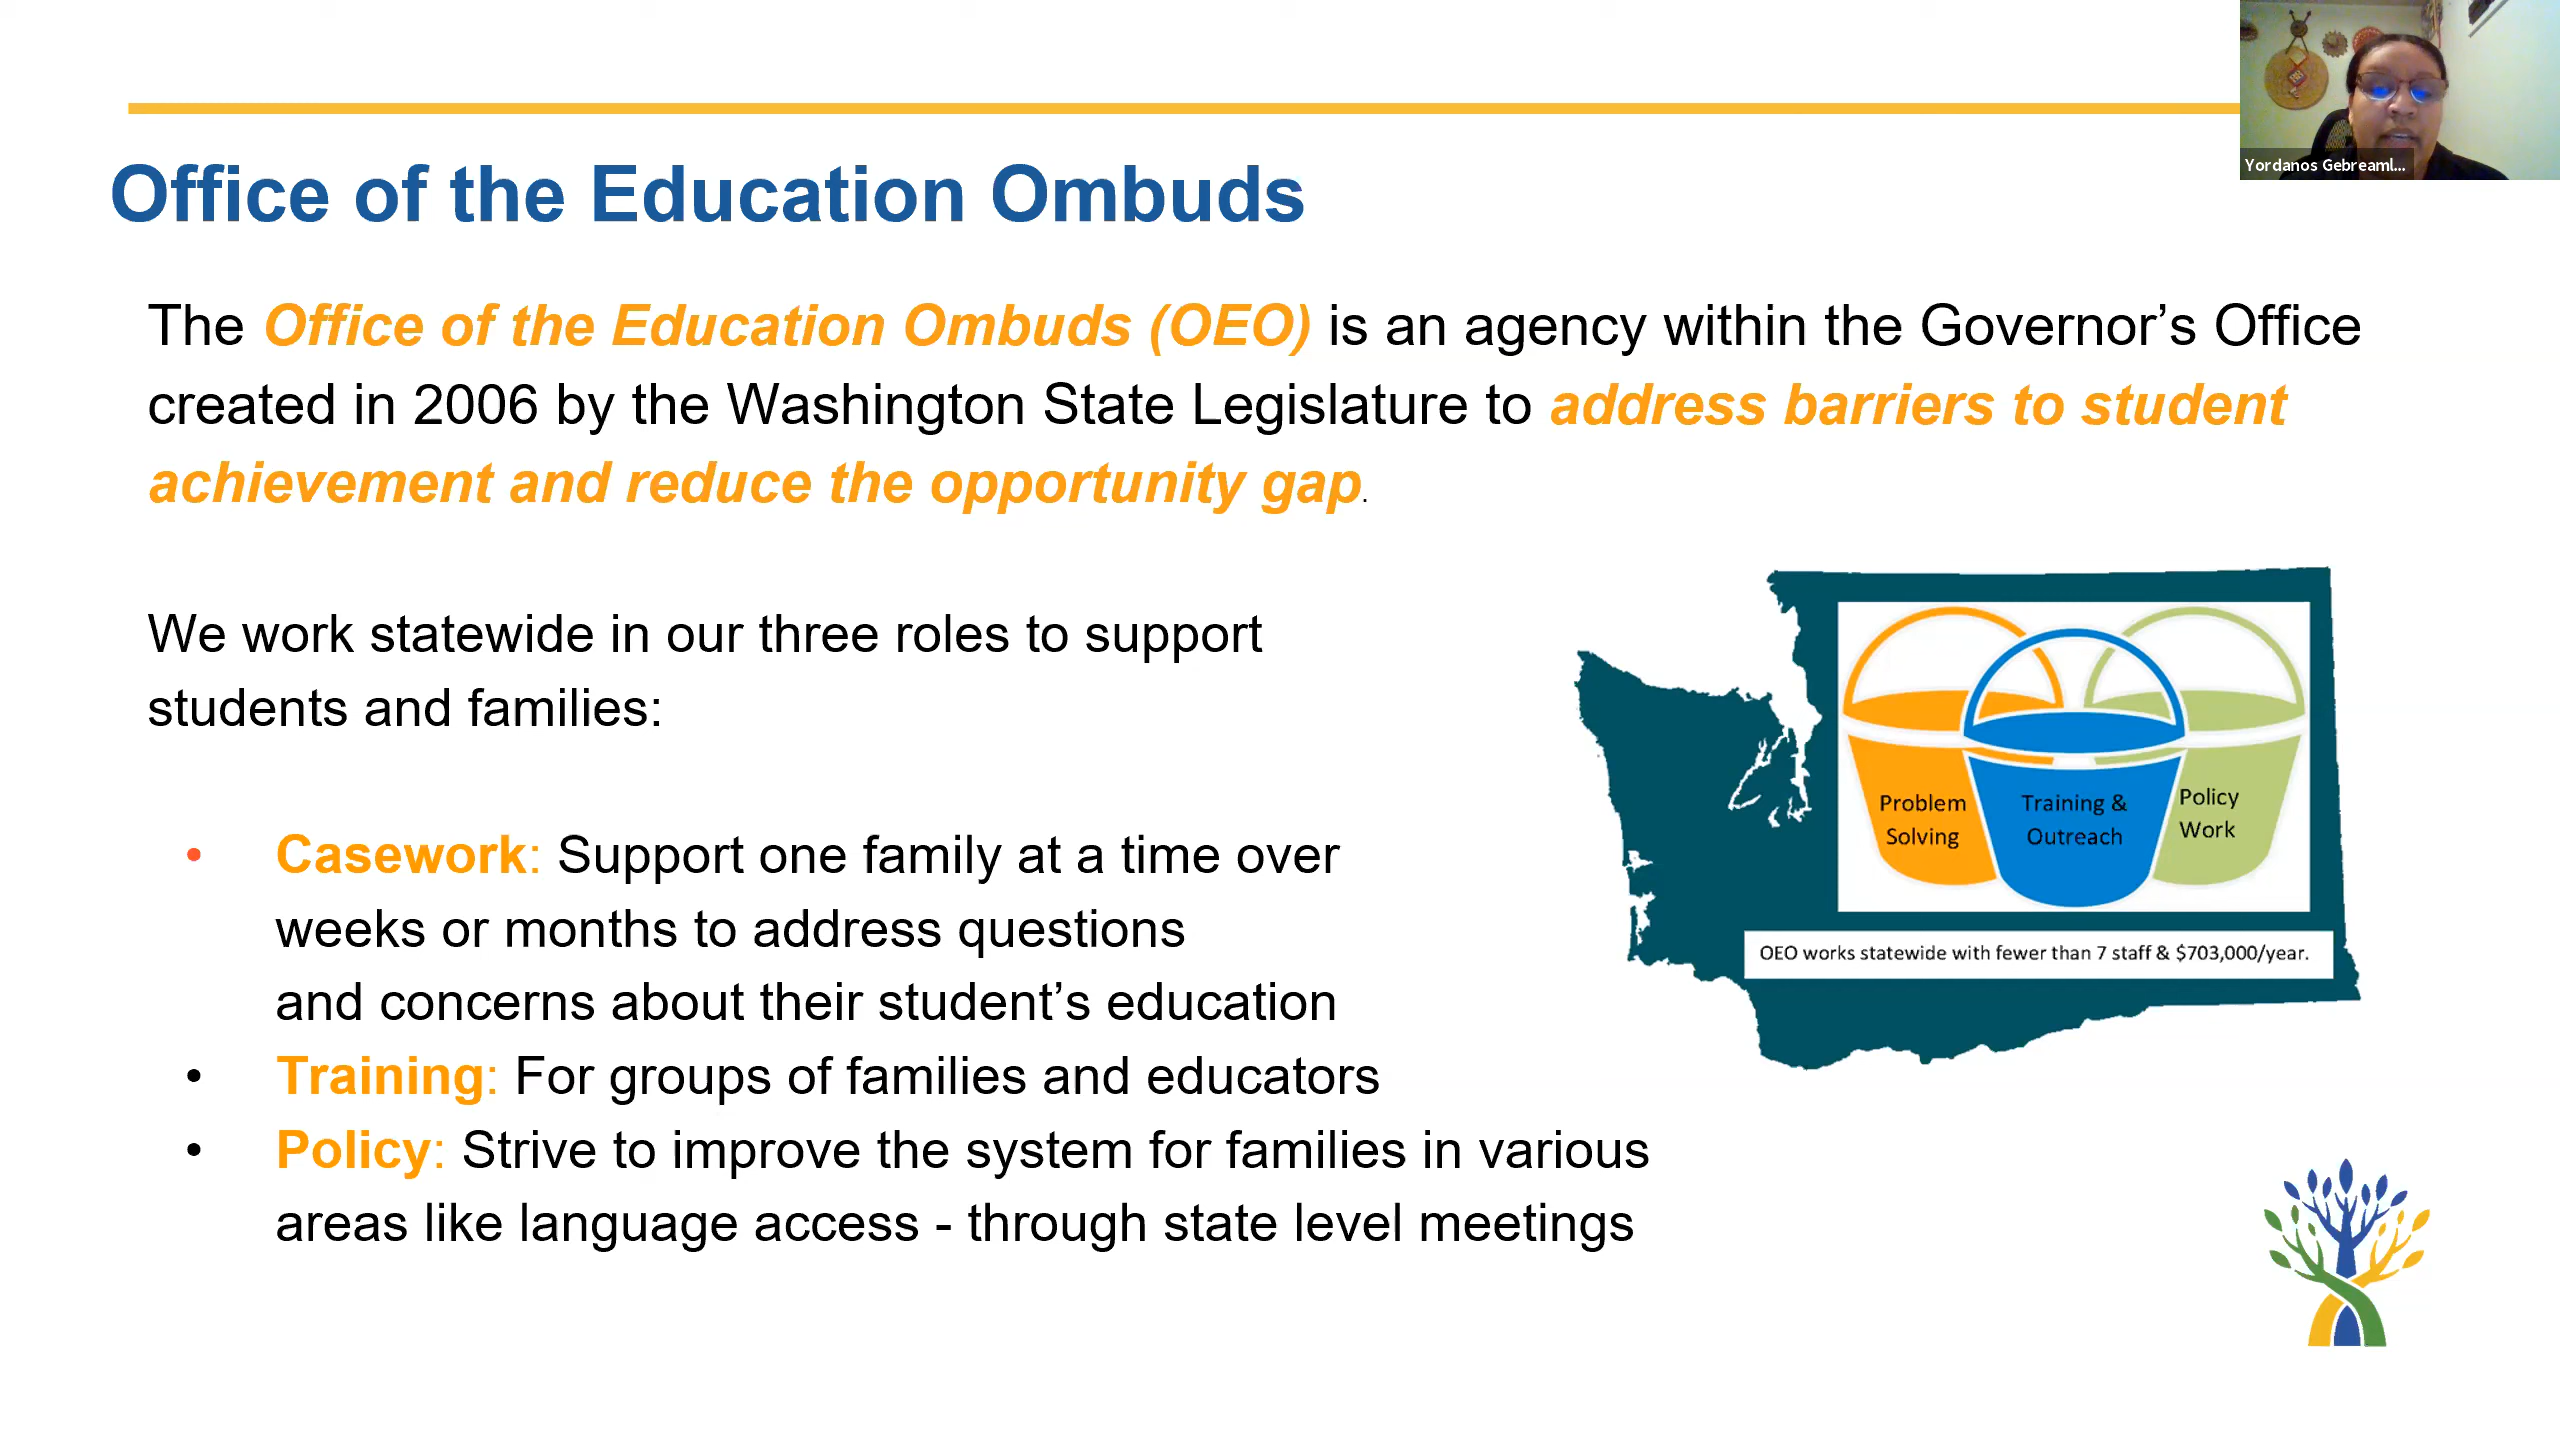 Yordanos Gebreaml...
Office of the Education Ombuds
The Office of the Education Ombuds (OEO) is an agency within the Governor’s Office
created in 2006 by the Washington State Legislature to address barriers to student
achievement and reduce the opportunity gap.
We work statewide in our three roles to support
students and families:
• Casework: Support one family at a time over
weeks or months to address questions
and concerns about their student’s education
• Training: For groups of families and educators
• Policy: Strive to improve the system for families in various
areas like language access - through state level meetings
Problem
Solving
Training &
Outreach
Policy
Work
OEO works statewide with fewer than 7 staff & $703,000/year.